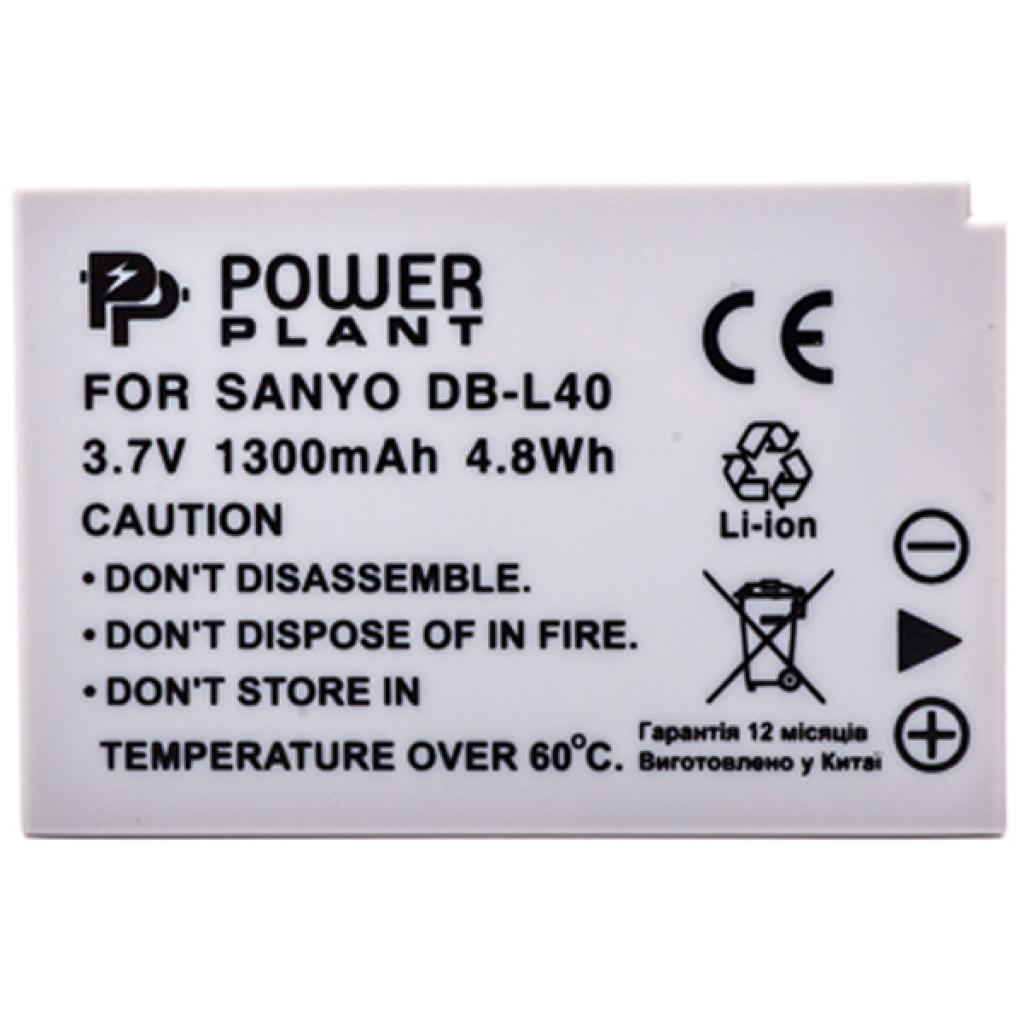 POWER
PLANT
FOR SANYO DB-L40
3.7V 1300mAh 4.8Wh
CAUTION
• DON'T DISASSEMBLE.
• DON'T DISPOSE OF IN FIRE.
• DON'T STORE IN
TEMPERATURE OVER 60°C.
CE
Li-ion
Гарантія 12 місяців
Виготовлено у Китаї